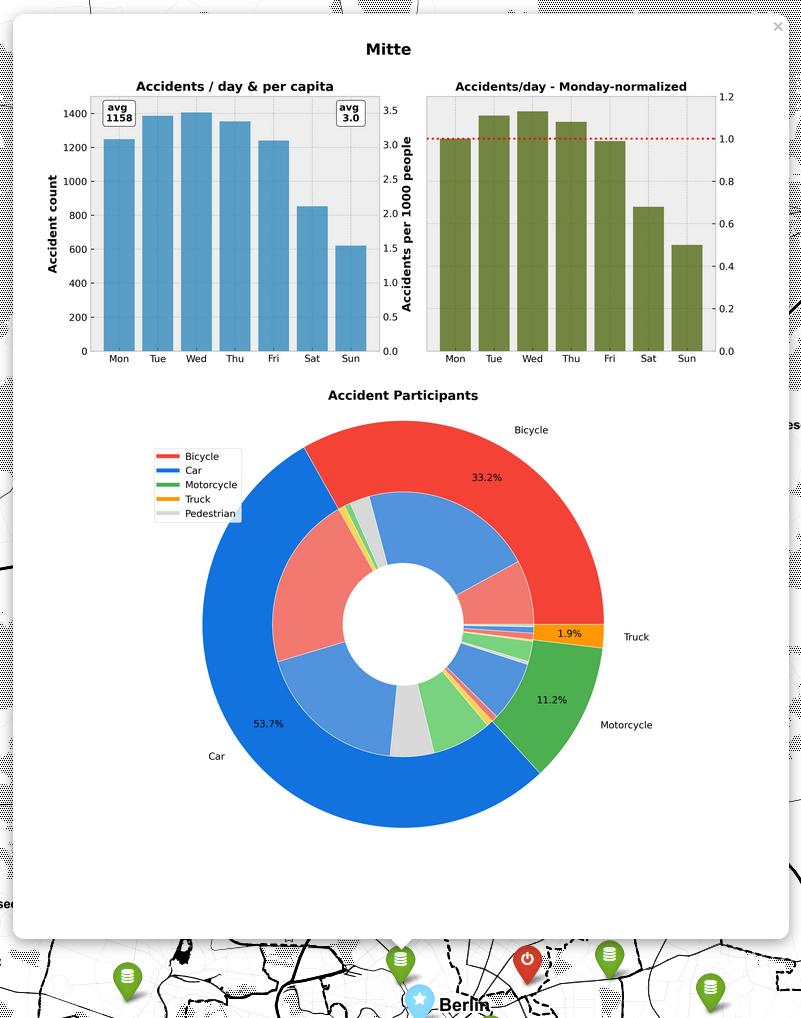 ×
Mitte
Accidents / day & per capita
Accidents/day - Monday-normalized
avg
1158
avg
3.0
Accident count
1400
1200
1000
800
600
400
200
0
Mon Tue Wed Thu Fri Sat Sun
3.5
3.0
2.5
2.0
1.5
1.0
0.5
0.0
Accidents per 1000 people
Mon Tue Wed Thu Fri Sat Sun
1.2
1.0
0.8
0.6
0.4
0.2
0.0
Accident Participants
Bicycle
Car
Motorcycle
Truck
Pedestrian
Bicycle
33.2%
Truck
1.9%
11.2%
Motorcycle
53.7%
Car
Berlin